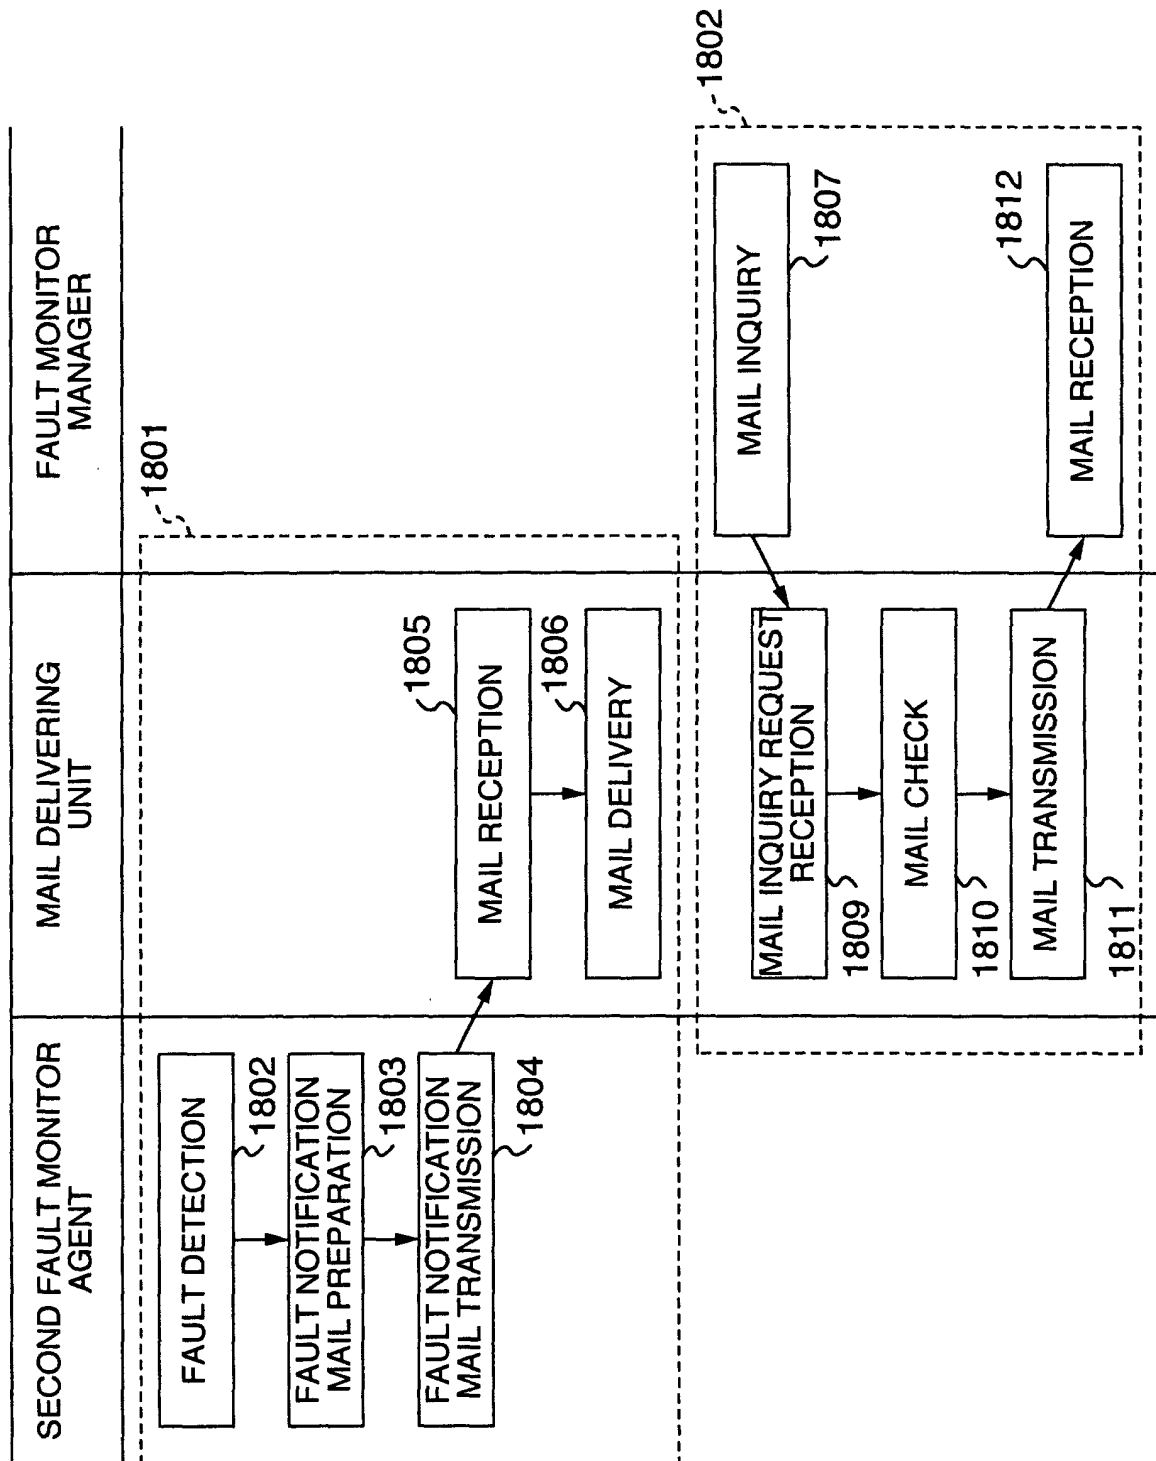 SECOND FAULT MONITOR
AGENT
MAIL DELIVERING
UNIT
FAULT MONITOR
MANAGER
1801
FAULT DETECTION
1802
FAULT NOTIFICATION
MAIL PREPARATION
1803
FAULT NOTIFICATION
MAIL TRANSMISSION
1804
1805
MAIL RECEPTION
1806
MAIL DELIVERY
1802
MAIL INQUIRY
1807
MAIL INQUIRY REQUEST
RECEPTION
1809
MAIL CHECK
1810
MAIL TRANSMISSION
1811
1812
MAIL RECEPTION